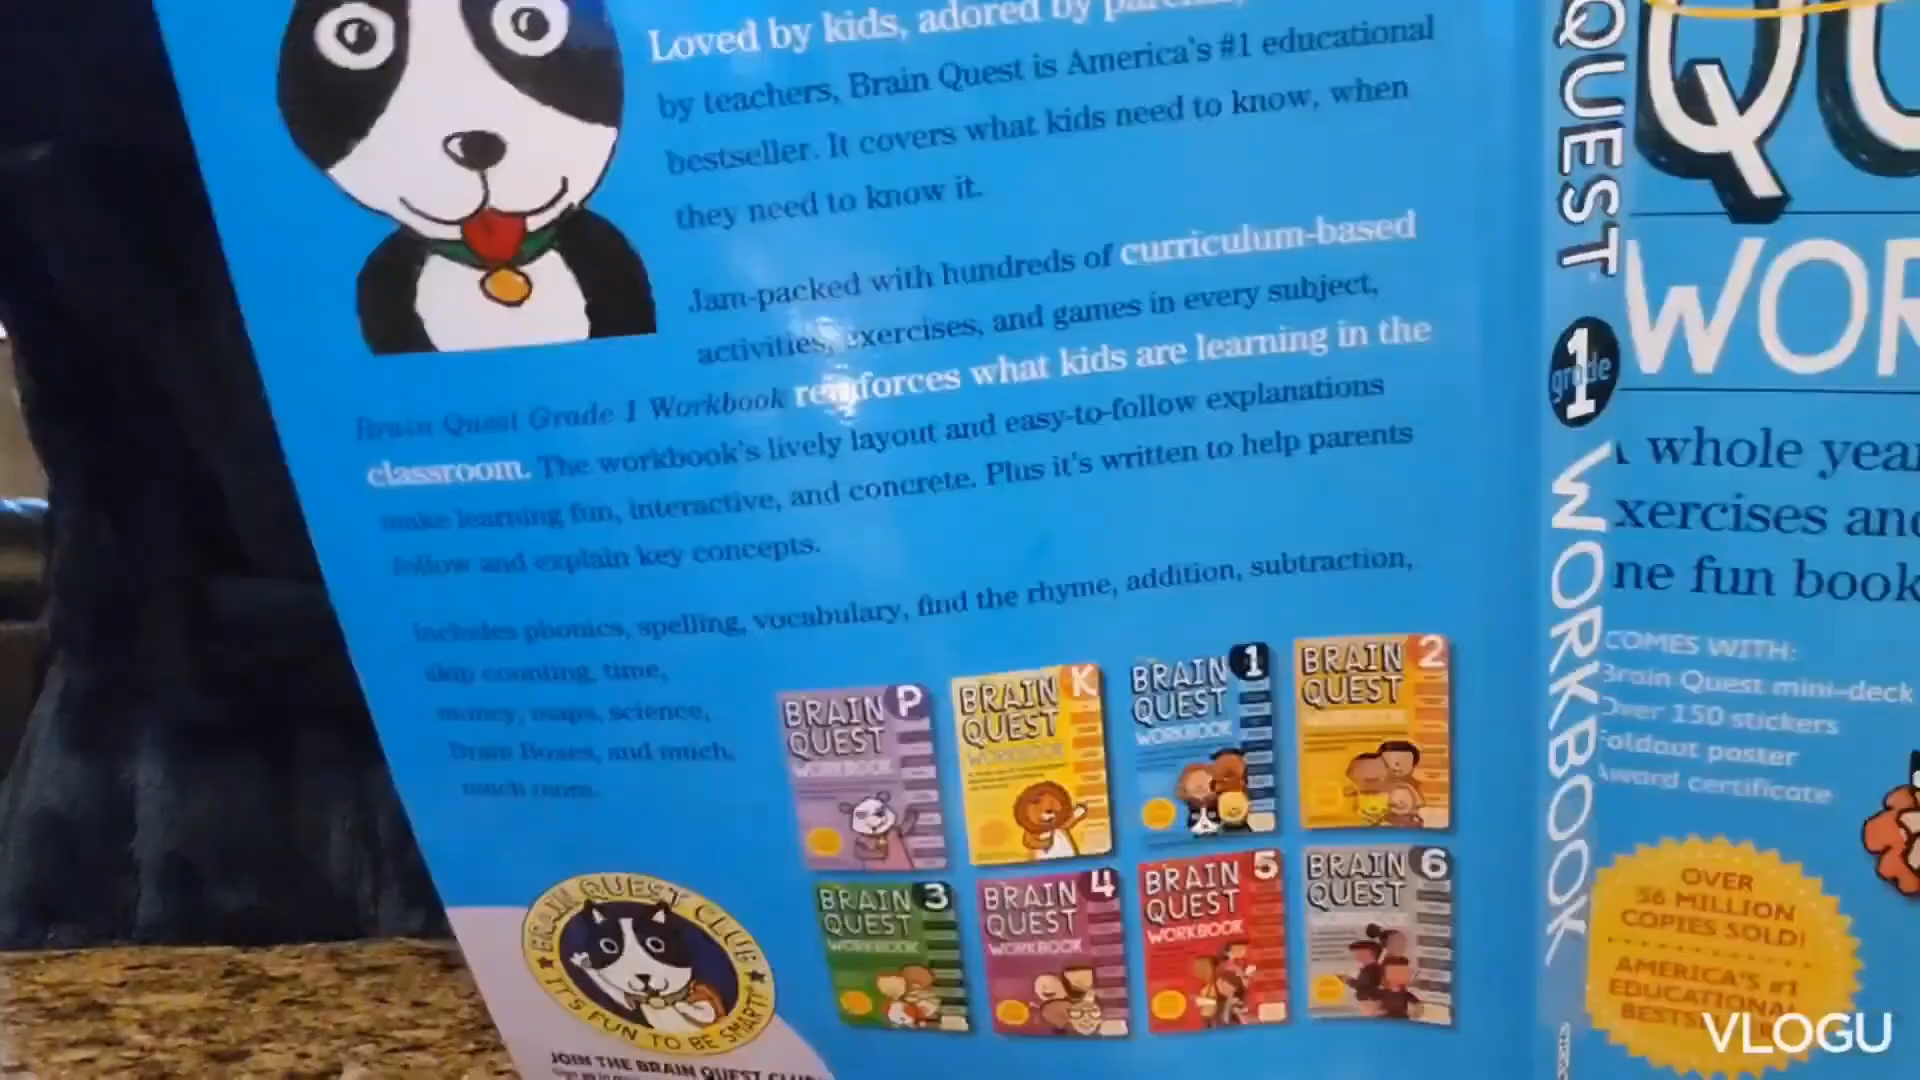 Loved by kids, adored by
by teachers, Brain Quest is America's #1 educational
bestseller. It covers what kids need to know, when
they need to know it.
Jam-packed with hundreds of curriculum-based
activities, exercises, and games in every subject,
Brain Quest Grade 1 Workbook reinforces what kids are learning in the
classroom. The workbook's lively layout and easy-to-follow explanations
make learning fun, interactive, and concrete. Plus it's written to help parents
follow and explain key concepts.
Includes phonics, spelling, vocabulary, find the rhyme, addition, subtraction,
skip counting, time,
money, maps, science,
Brain Boxes, and much,
much more.
BRAIN P
QUEST
WORKBOOK
BRAIN K
QUEST
WORKBOOK
BRAIN 1
QUEST
WORKBOOK
BRAIN 2
QUEST
BRAIN 3
QUEST
WORKBOOK
BRAIN 4
QUEST
WORKBOOK
BRAIN 5
QUEST
WORKBOOK
BRAIN 6
QUEST
BRAIN QUEST CLUB
IT'S FUN TO BE SMART!
JOIN THE BRAIN QUEST CLUB
QUEST
1
grade
WORKBOOK
QU
WOR
whole year
xercises and
ne fun book
COMES WITH:
Brain Quest mini-deck
Over 150 stickers
Foldout poster
Award certificate
OVER
56 MILLION
COPIES SOLD!
AMERICA'S #1
EDUCATIONAL
VLOGU